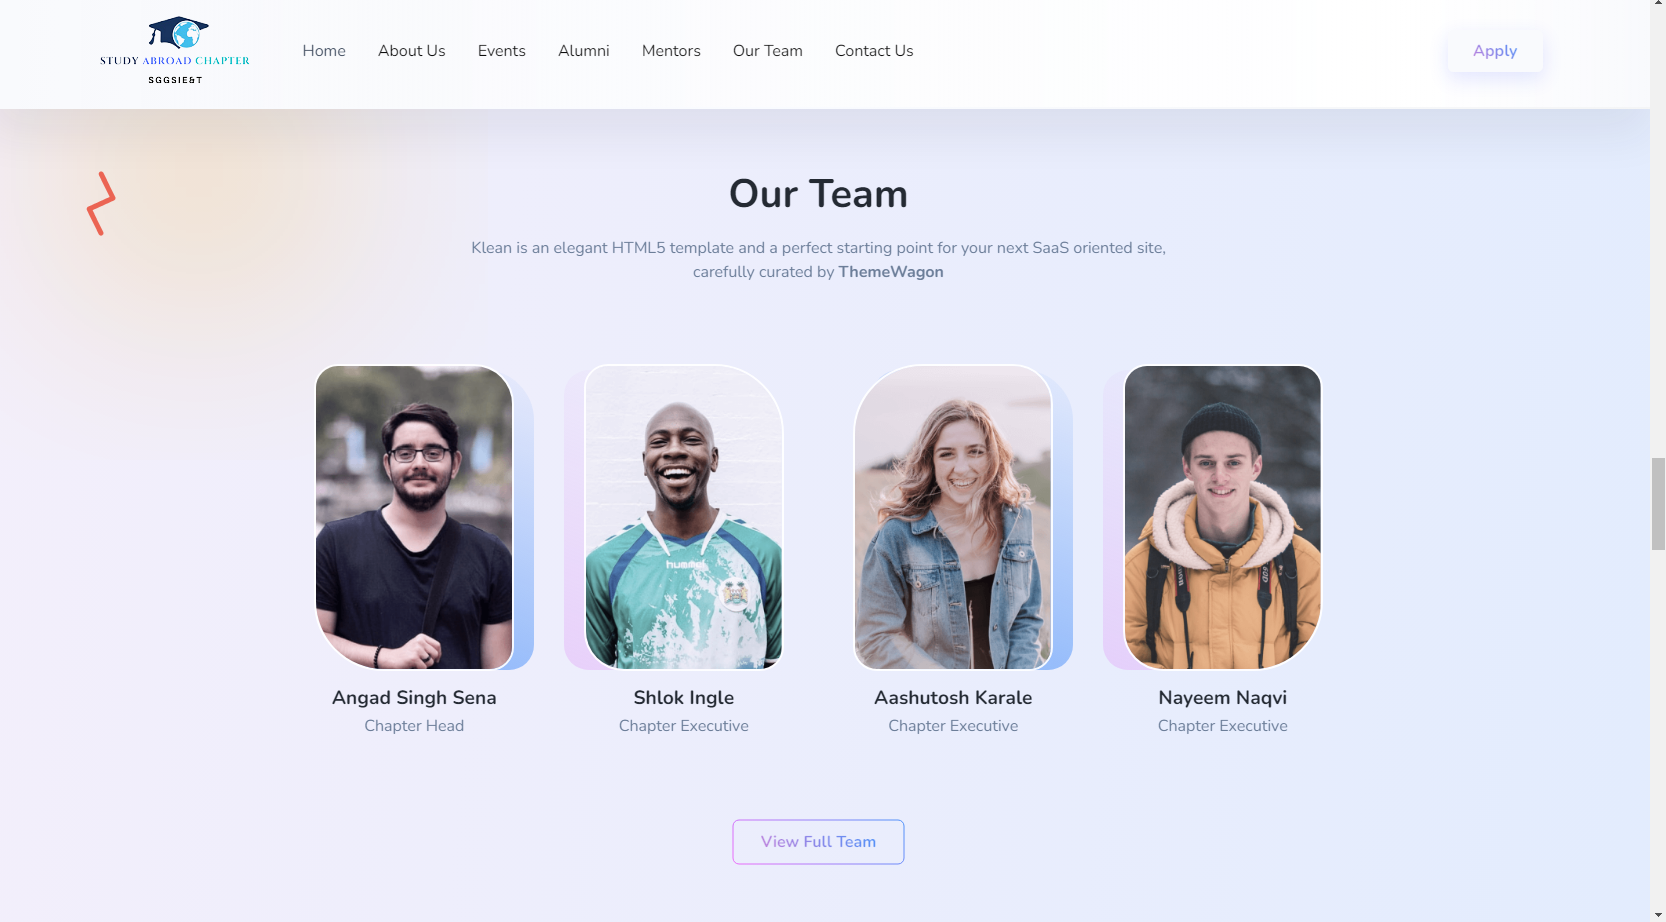 STUDY ABROAD CHAPTER
SGGSIE&T
Home
About Us
Events
Alumni
Mentors
Our Team
Contact Us
Apply
Our Team
Klean is an elegant HTML5 template and a perfect starting point for your next SaaS oriented site,
carefully curated by ThemeWagon
hummel
Angad Singh Sena
Chapter Head
Shlok Ingle
Chapter Executive
Aashutosh Karale
Chapter Executive
Nayeem Naqvi
Chapter Executive
View Full Team